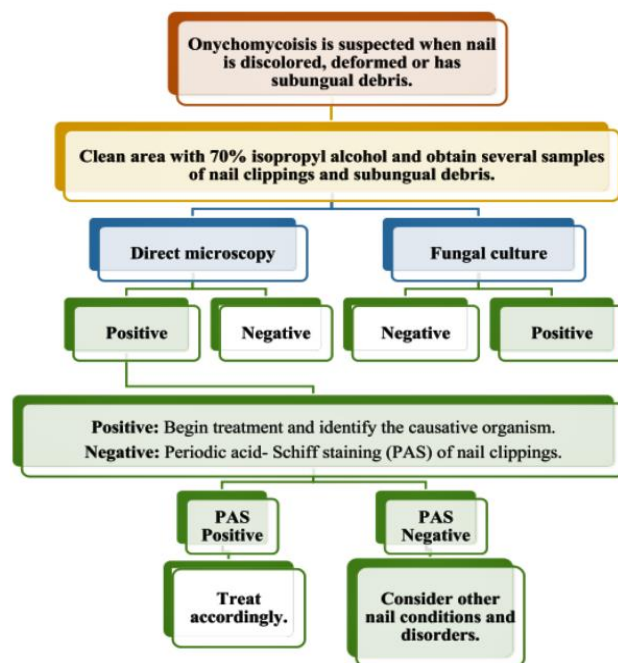 Onychomycoisis is suspected when nail
is discolored, deformed or has
subungual debris.
Clean area with 70% isopropyl alcohol and obtain several samples
of nail clippings and subungual debris.
Direct microscopy
Fungal culture
Positive
Negative
Negative
Positive
Positive: Begin treatment and identify the causative organism.
Negative: Periodic acid- Schiff staining (PAS) of nail clippings.
PAS
Positive
PAS
Negative
Treat
accordingly.
Consider other
nail conditions and
disorders.